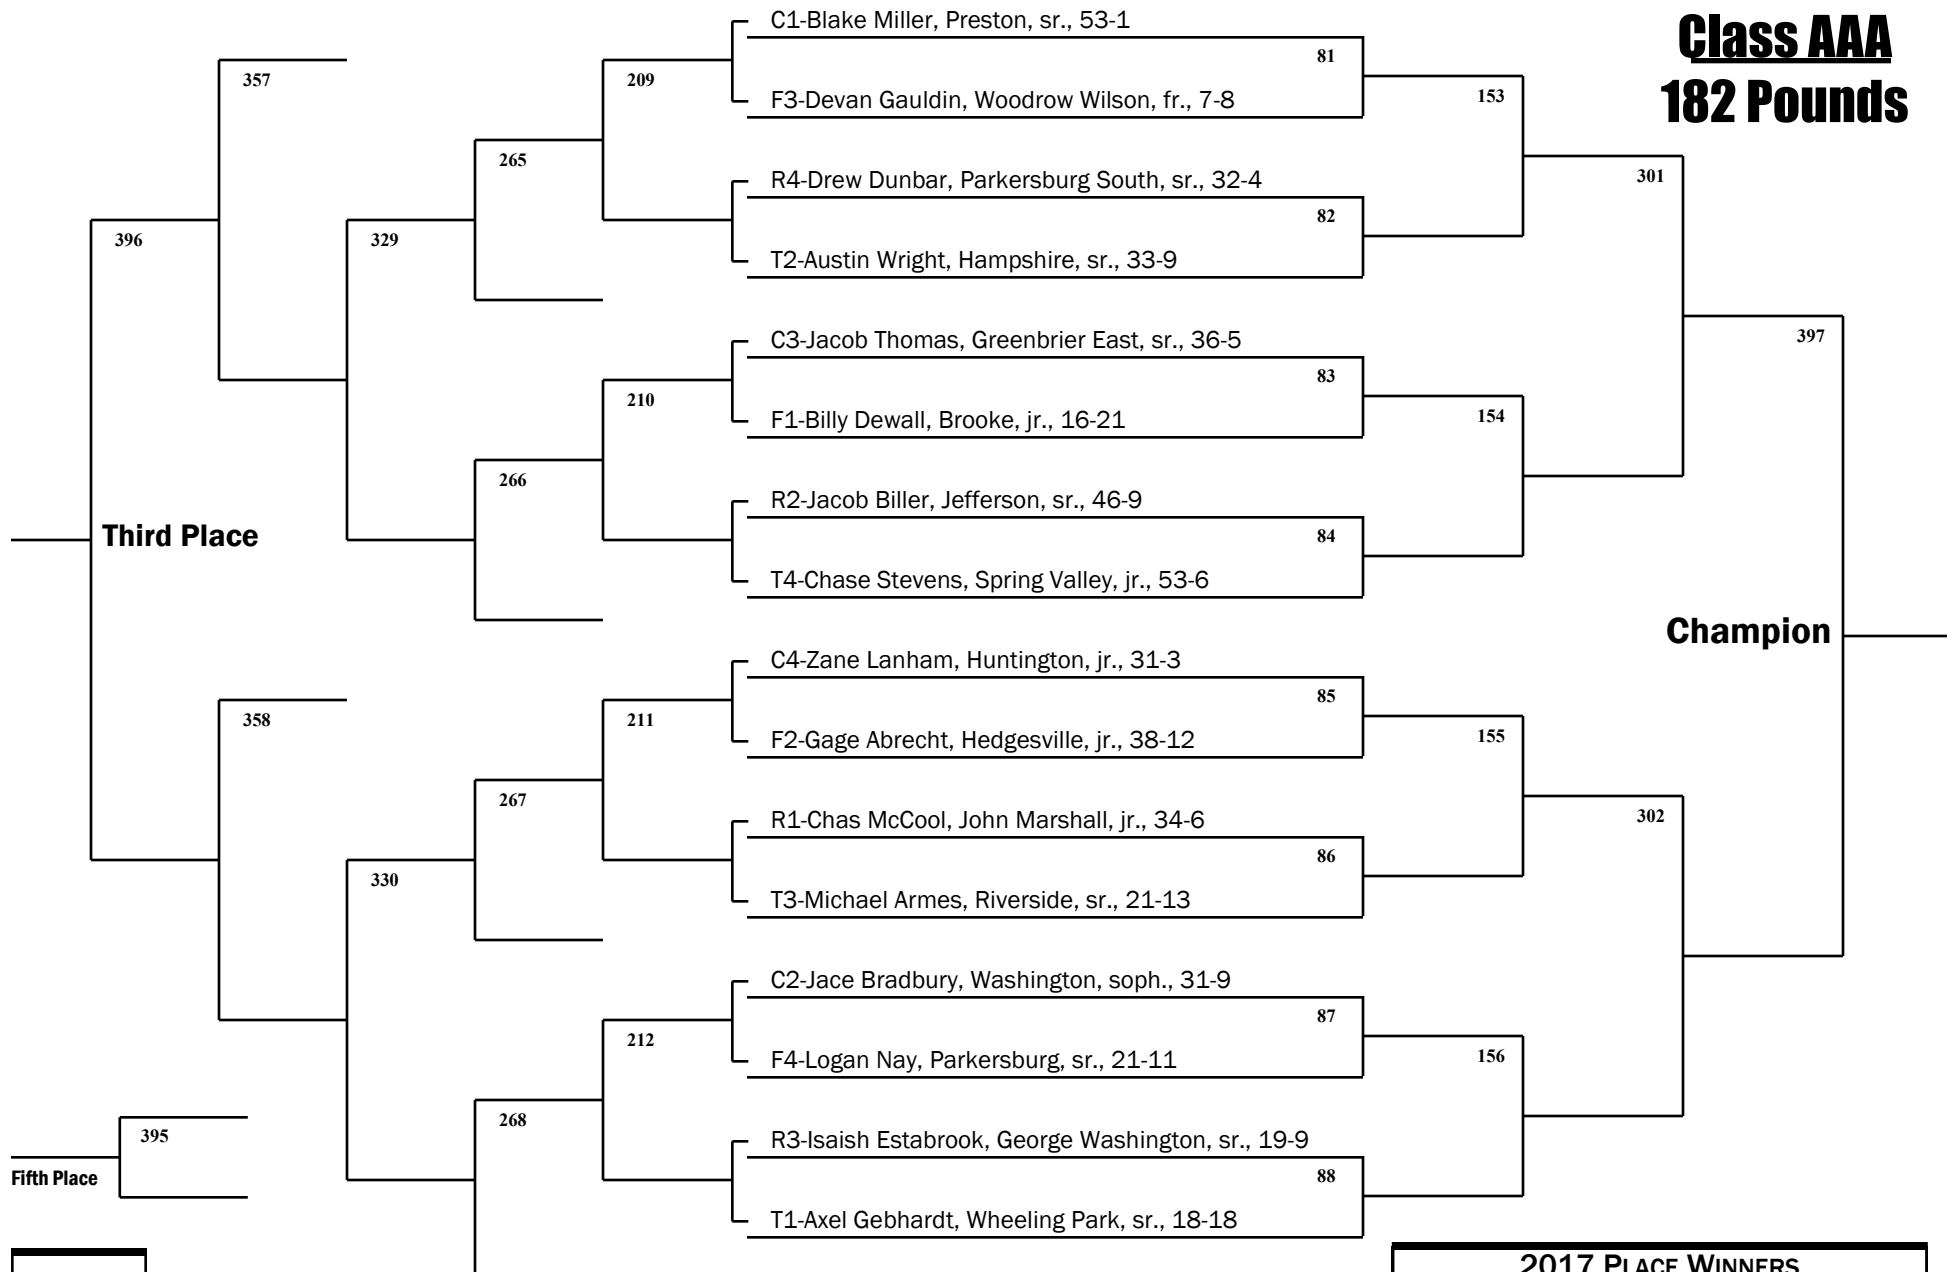 Class AAA
182 Pounds
C1-Blake Miller, Preston, sr., 53-1
81
F3-Devan Gauldin, Woodrow Wilson, fr., 7-8
357
209
153
R4-Drew Dunbar, Parkersburg South, sr., 32-4
265
301
82
396
329
T2-Austin Wright, Hampshire, sr., 33-9
C3-Jacob Thomas, Greenbrier East, sr., 36-5
397
83
210
154
F1-Billy Dewall, Brooke, jr., 16-21
266
R2-Jacob Biller, Jefferson, sr., 46-9
84
Third Place
T4-Chase Stevens, Spring Valley, jr., 53-6
Champion
C4-Zane Lanham, Huntington, jr., 31-3
85
358
211
155
F2-Gage Abrecht, Hedgesville, jr., 38-12
267
302
R1-Chas McCool, John Marshall, jr., 34-6
86
330
T3-Michael Armes, Riverside, sr., 21-13
C2-Jace Bradbury, Washington, soph., 31-9
87
212
156
F4-Logan Nay, Parkersburg, sr., 21-11
395
268
R3-Isaish Estabrook, George Washington, sr., 19-9
Fifth Place
88
T1-Axel Gebhardt, Wheeling Park, sr., 18-18
2017 PLACE WINNERS